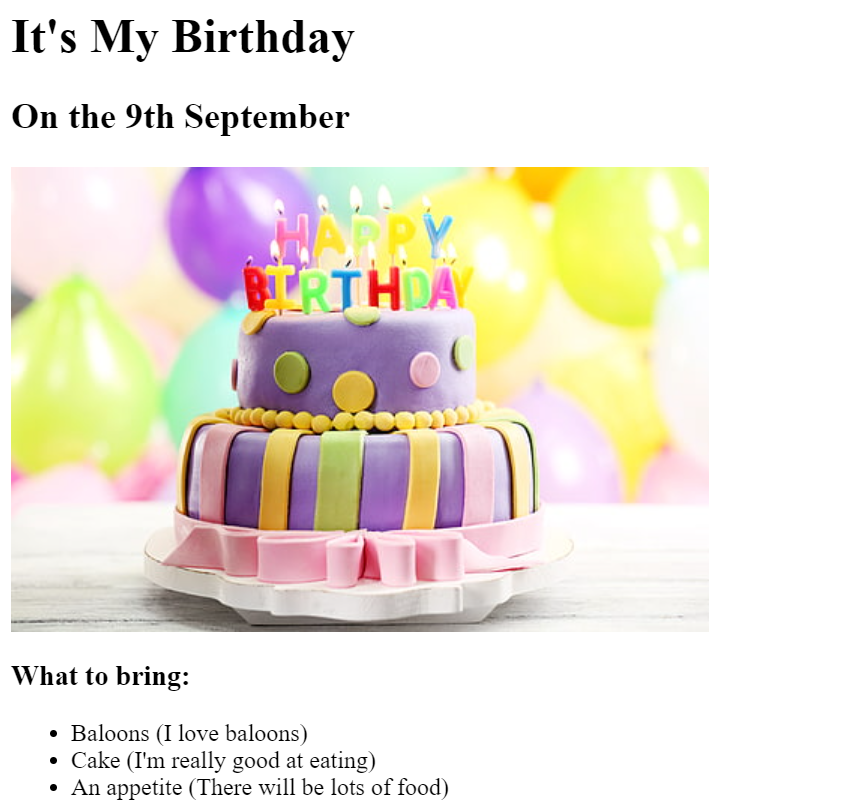 It's My Birthday
On the 9th September
HAPPY
BIRTHDAY
What to bring:
Baloons (I love baloons)
Cake (I'm really good at eating)
An appetite (There will be lots of food)